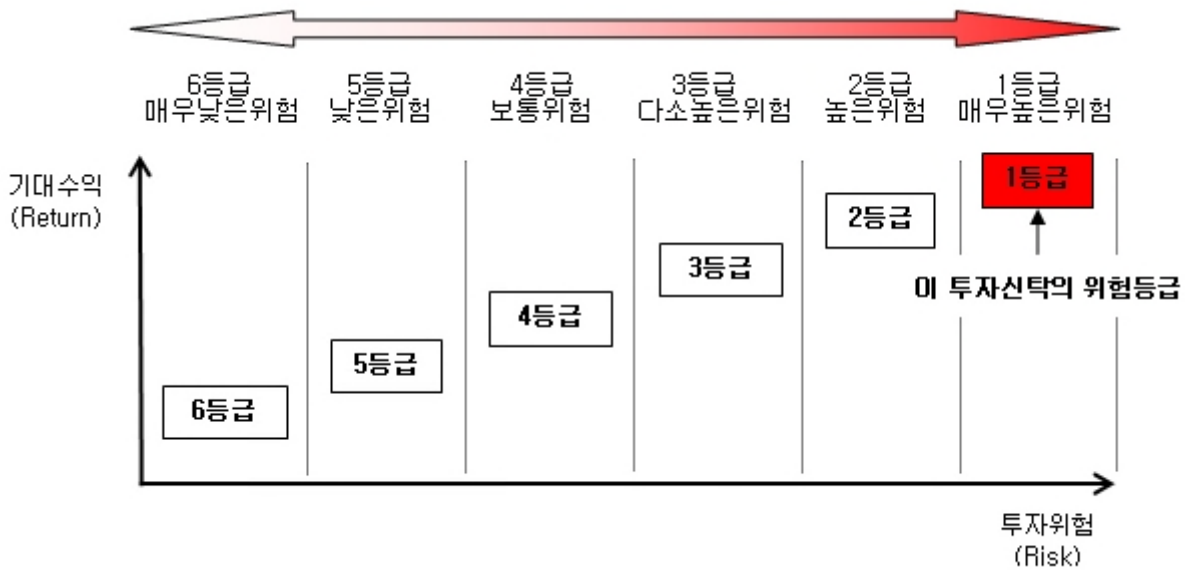 6등급 5등급 4등급 3등급 2등급 1등급
매우낮은위험 낮은위험 보통위험 다소높은위험 높은위험 매우높은위험
기대수익
(Return)
1등급
2등급
3등급
이 투자신탁의 위험등급
4등급
5등급
6등급
투자위험
(Risk)